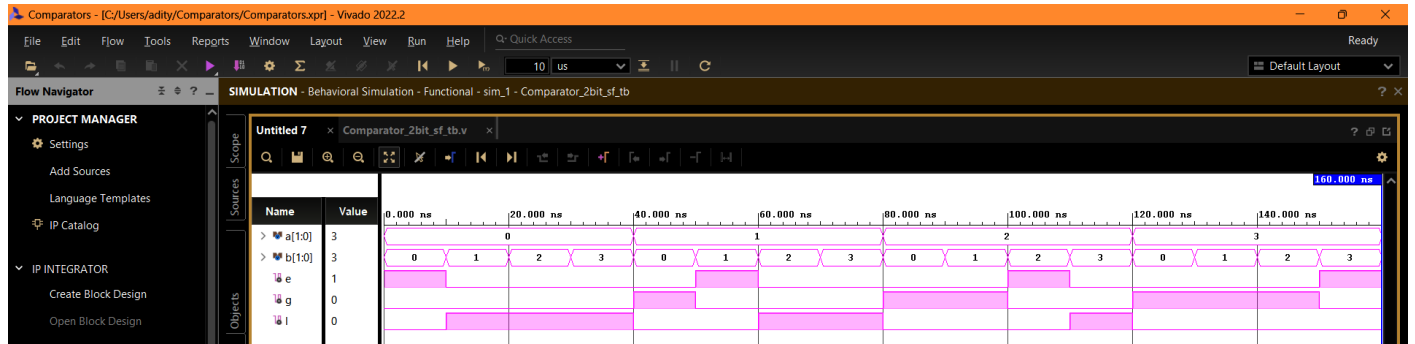 Comparators - [C:/Users/adity/Comparators/Comparators.xpr] - Vivado 2022.2
File Edit Flow Tools Reports Window Layout View Run Help Q- Quick Access Ready
10 us Default Layout
Flow Navigator ? SIMULATION - Behavioral Simulation - Functional - sim_1 - Comparator_2bit_sf_tb ?
PROJECT MANAGER
Settings
Add Sources
Language Templates
IP Catalog
IP INTEGRATOR
Create Block Design
Open Block Design
Scope
Sources
Objects
Untitled 7 × Comparator_2bit_sf_tb.v × ?
160.000 ns
Name Value 0.000 ns 20.000 ns 40.000 ns 60.000 ns 80.000 ns 100.000 ns 120.000 ns 140.000 ns
a[1:0] 3 0 1 2 3
b[1:0] 3 0 1 2 3 0 1 2 3 0 1 2 3 0 1 2 3
e 1
g 0
l 0